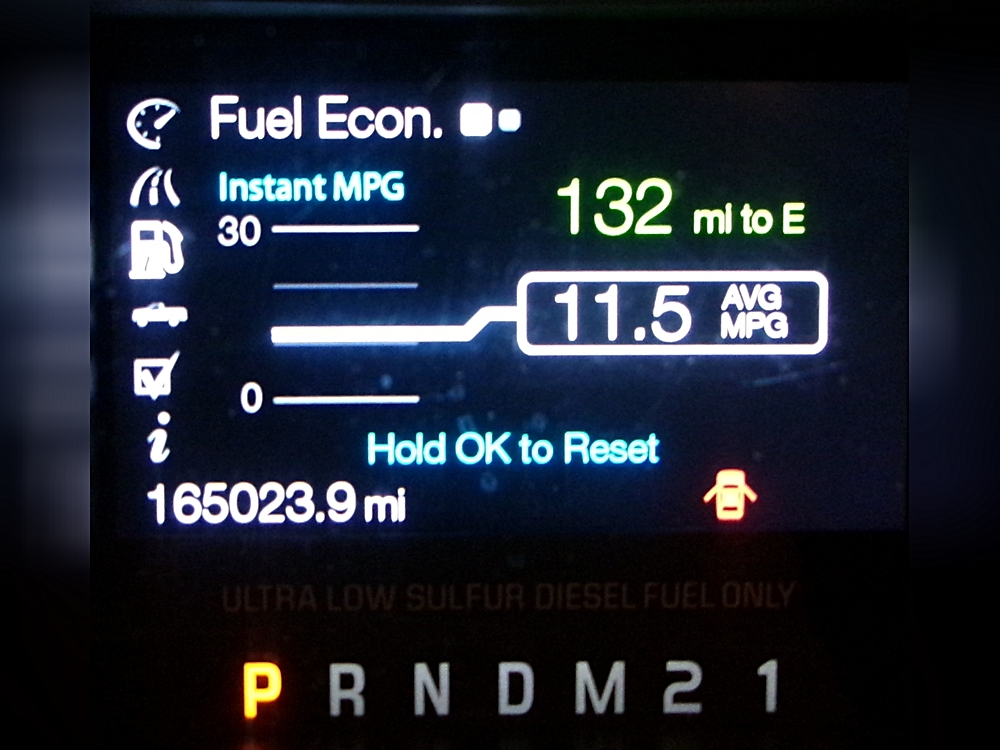 Fuel Econ.
Instant MPG
30
132 mi to E
11.5 AVG MPG
0
Hold OK to Reset
i
165023.9 mi
ULTRA LOW SULFUR DIESEL FUEL ONLY
P R N D M 2 1